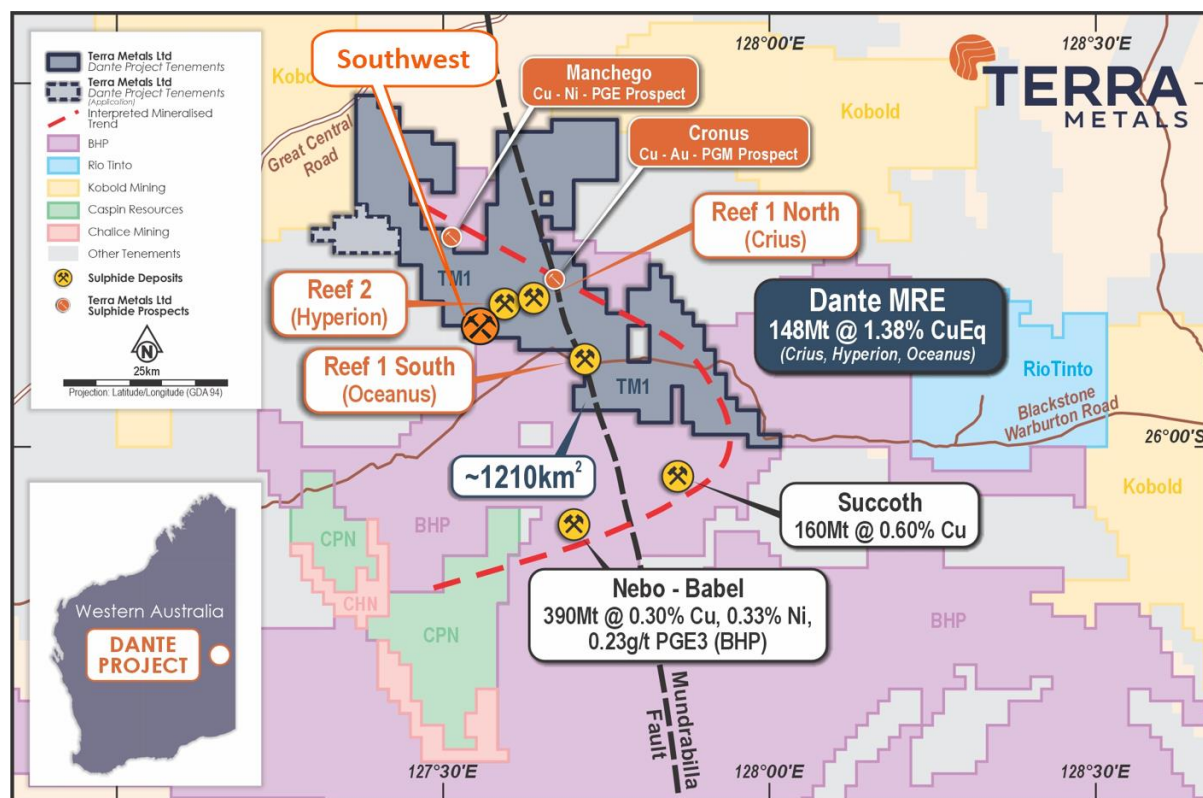 128°00'E
128°30'E
Terra Metals Ltd
Dante Project Tenements
Terra Metals Ltd
Dante Project Tenements
(Application)
Interpreted Mineralised
Trend
BHP
Rio Tinto
Kobold Mining
Caspin Resources
Chalice Mining
Other Tenements
Sulphide Deposits
Terra Metals Ltd
Sulphide Prospects
N
25km
Projection: Latitude/Longitude (GDA 94)
Kobold
Southwest
Great Central
Road
Manchego
Cu - Ni - PGE Prospect
Cronus
Cu - Au - PGM Prospect
Kobold
TERRA
METALS
Reef 1 North
(Crius)
TM1
Reef 2
(Hyperion)
Reef 1 South
(Oceanus)
TM1
Dante MRE
148Mt @ 1.38% CuEq
(Crius, Hyperion, Oceanus)
RioTinto
Blackstone
Warburton Road
26°00'S
~1210km²
Kobold
Succoth
160Mt @ 0.60% Cu
BHP
CPN
CHN
CPN
Nebo - Babel
390Mt @ 0.30% Cu, 0.33% Ni,
0.23g/t PGE3 (BHP)
BHP
Mundrabilla
Fault
Western Australia
DANTE
PROJECT
127°30'E
128°00'E
128°30'E